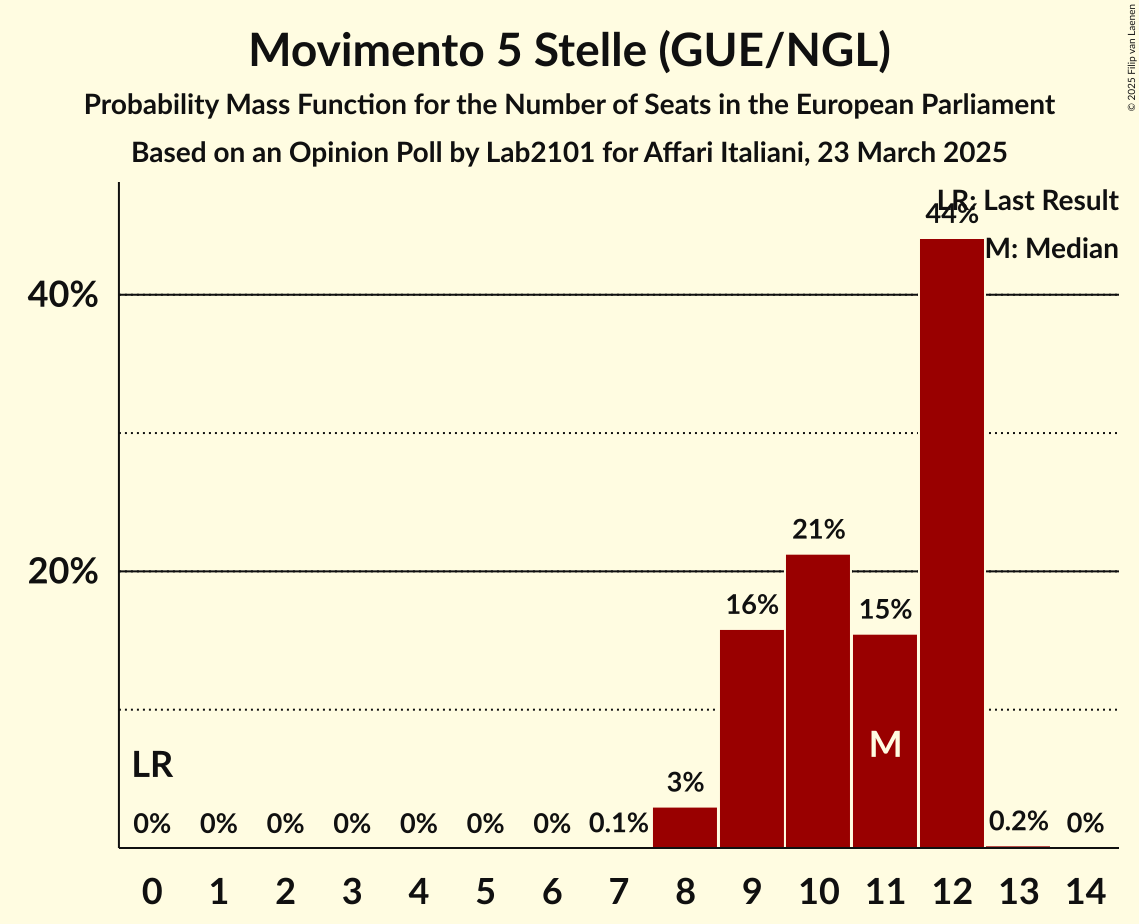 Movimento 5 Stelle (GUE/NGL)
Probability Mass Function for the Number of Seats in the European Parliament
Based on an Opinion Poll by Lab2101 for Affari Italiani, 23 March 2025
© 2025 Filip van Laenen
LR: Last Result
M: Median
44%
40%
21%
20%
16%
15%
M
LR
3%
0% 0% 0% 0% 0% 0% 0% 0.1% 0.2% 0%
0 1 2 3 4 5 6 7 8 9 10 11 12 13 14